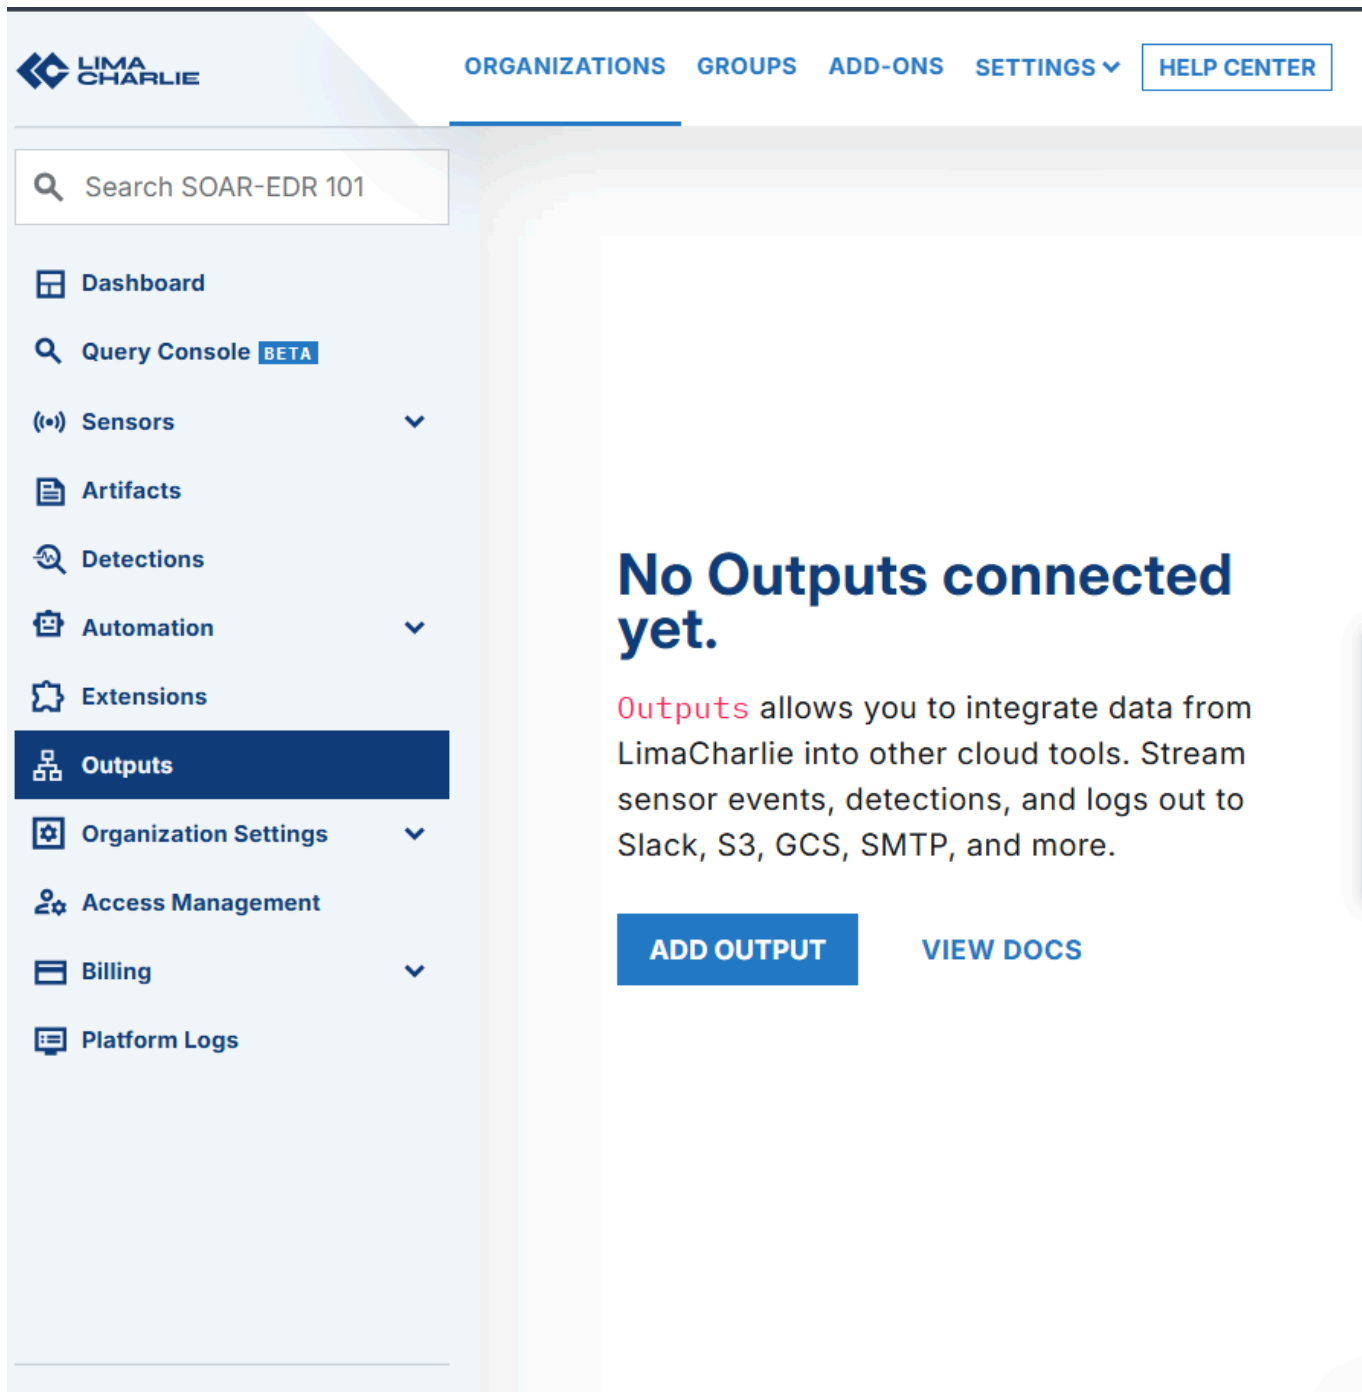 LIMA
CHARLIE
ORGANIZATIONS GROUPS ADD-ONS SETTINGS HELP CENTER
Search SOAR-EDR 101
Dashboard
Query Console BETA
Sensors
Artifacts
Detections
Automation
Extensions
Outputs
Organization Settings
Access Management
Billing
Platform Logs
No Outputs connected
yet.
Outputs allows you to integrate data from
LimaCharlie into other cloud tools. Stream
sensor events, detections, and logs out to
Slack, S3, GCS, SMTP, and more.
ADD OUTPUT VIEW DOCS